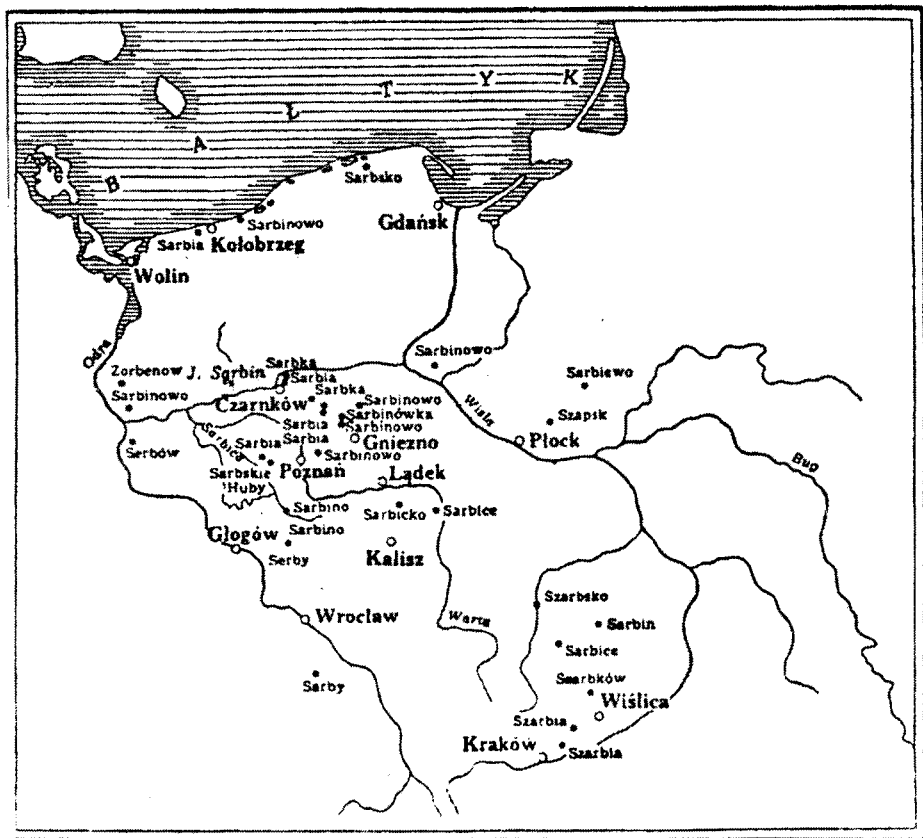 B A Ł T Y K
Sarbsko
Gdańsk
Sarbinowo
Sarbia Kołobrzeg
Wolin
Odra
Sarbinowo
Zorbenow J. Sarbin Sarbka
Sarbia
Sarbiewo
Sarbinowo
Czarnków Sarbka
Sarbinowo
Wisła
Szapsk
Sarbia Sarbinówka
Sarbinowo
Serbów
Sarbica
Sarbia
Sarbia
Gniezno
Płock
Bug
Sarbskie
Huby
Poznań
Sarbinowo
Lądek
Sarbino
Sarbicko
Sarbice
Głogów
Sarbino
Serby
Kalisz
Szarbsko
Wrocław
Warta
Sarbin
Sarbice
Sarby
Szarbków
Wiślica
Szarbia
Kraków
Szarbia